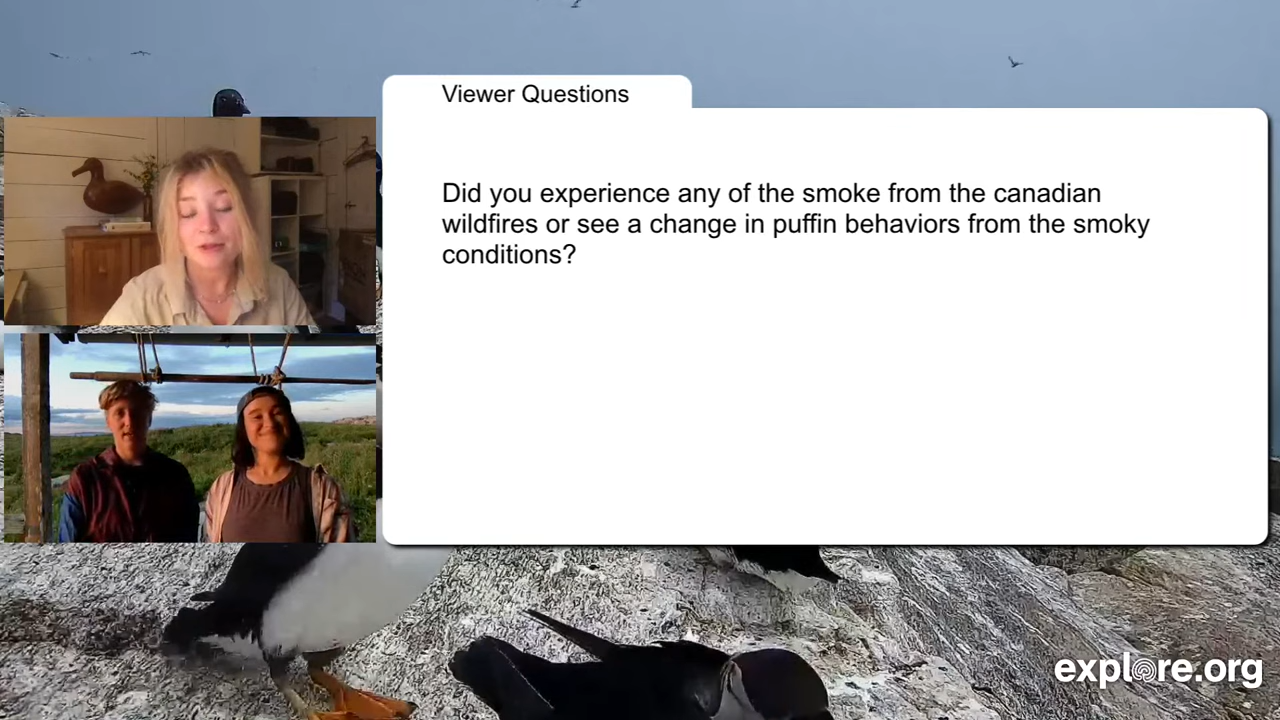 Viewer Questions
Did you experience any of the smoke from the canadian
wildfires or see a change in puffin behaviors from the smoky
conditions?
explore.org